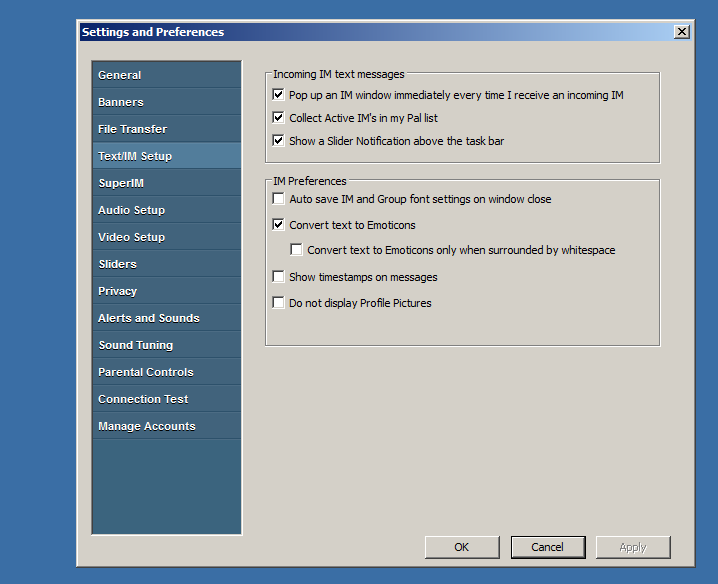 Settings and Preferences
General
Banners
File Transfer
Text/IM Setup
SuperIM
Audio Setup
Video Setup
Sliders
Privacy
Alerts and Sounds
Sound Tuning
Parental Controls
Connection Test
Manage Accounts
Incoming IM text messages
Pop up an IM window immediately every time I receive an incoming IM
Collect Active IM's in my Pal list
Show a Slider Notification above the task bar
IM Preferences
Auto save IM and Group font settings on window close
Convert text to Emoticons
Convert text to Emoticons only when surrounded by whitespace
Show timestamps on messages
Do not display Profile Pictures
OK
Cancel
Apply